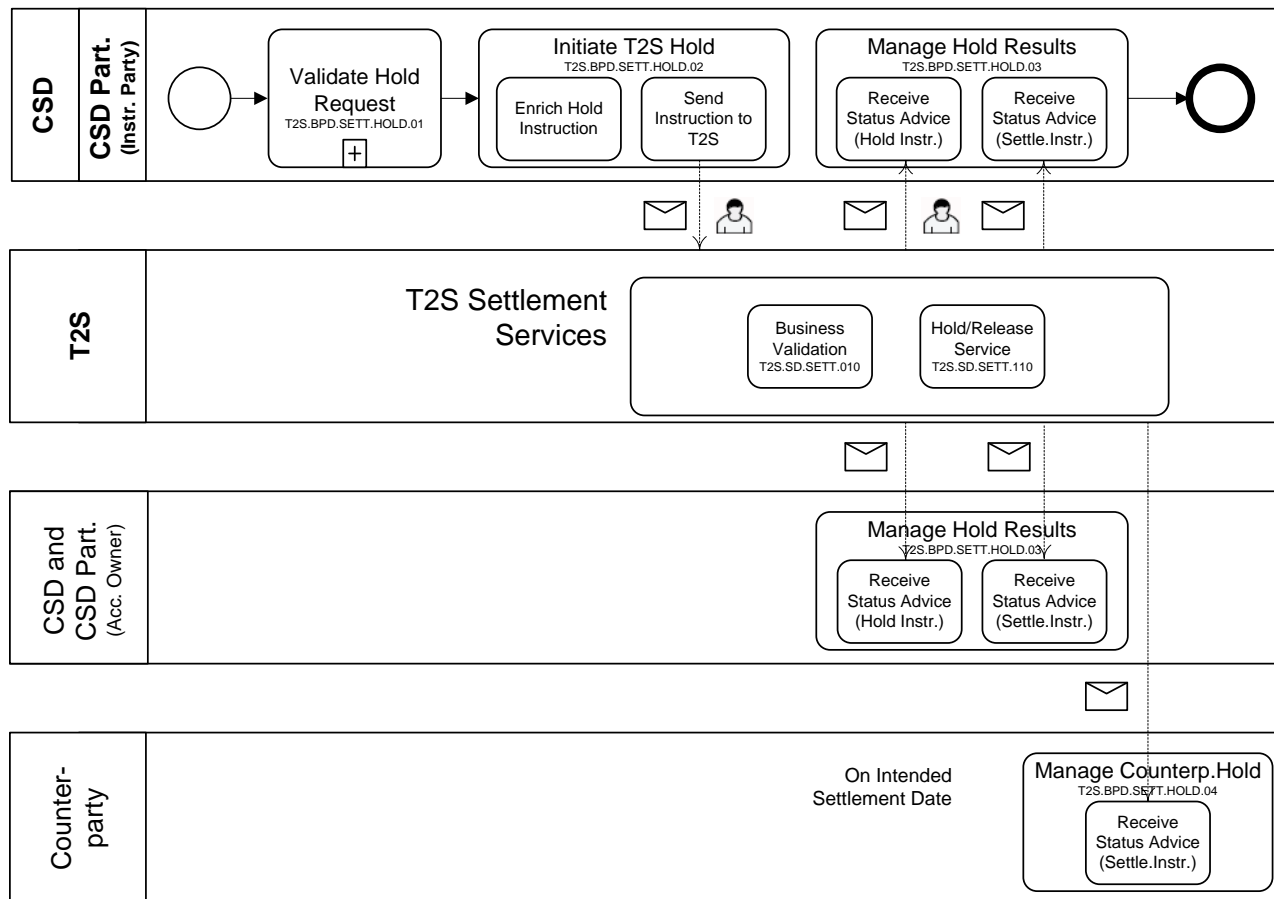 CSD
CSD Part.
(Instr. Party)
Validate Hold
Request
T2S.BPD.SETT.HOLD.01
+
Initiate T2S Hold
T2S.BPD.SETT.HOLD.02
Enrich Hold
Instruction
Send
Instruction to
T2S
Manage Hold Results
T2S.BPD.SETT.HOLD.03
Receive
Status Advice
(Hold Instr.)
Receive
Status Advice
(Settle.Instr.)
T2S
T2S Settlement
Services
Business
Validation
T2S.SD.SETT.010
Hold/Release
Service
T2S.SD.SETT.110
CSD and
CSD Part.
(Acc. Owner)
Manage Hold Results
T2S.BPD.SETT.HOLD.03
Receive
Status Advice
(Hold Instr.)
Receive
Status Advice
(Settle.Instr.)
Counter-
party
On Intended
Settlement Date
Manage Counterp.Hold
T2S.BPD.SETT.HOLD.04
Receive
Status Advice
(Settle.Instr.)